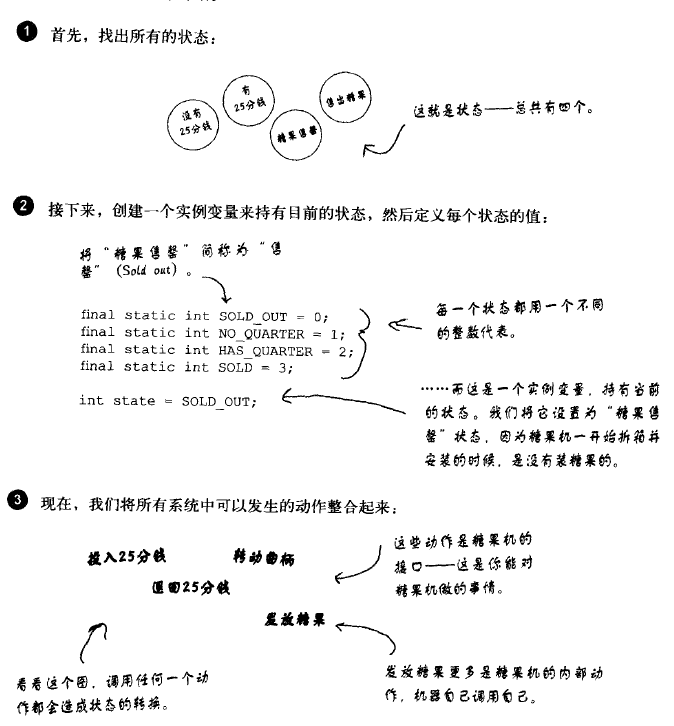 1 首先，找出所有的状态：
没有
25分钱
有
25分钱
糖果售罄
售出糖果
这就是状态——总共有四个。
2 接下来，创建一个实例变量来持有目前的状态，然后定义每个状态的值：
将“糖果售罄”简称为“售
罄”（Sold out）。
final static int SOLD_OUT = 0;
final static int NO_QUARTER = 1;
final static int HAS_QUARTER = 2;
final static int SOLD = 3;
每一个状态都用一个不同
的整数代表。
int state = SOLD_OUT;
……而这是一个实例变量，持有当前
的状态。我们将它设置为“糖果售
罄”状态，因为糖果机一开始拆箱并
安装的时候，是没有装糖果的。
3 现在，我们将所有系统中可以发生的动作整合起来：
投入25分钱
转动曲柄
退回25分钱
发放糖果
这些动作是糖果机的
接口——这是你能对
糖果机做的事情。
看看这个图，调用任何一个动
作都会造成状态的转换。
发放糖果更多是糖果机的内部动
作，机器自己调用自己。